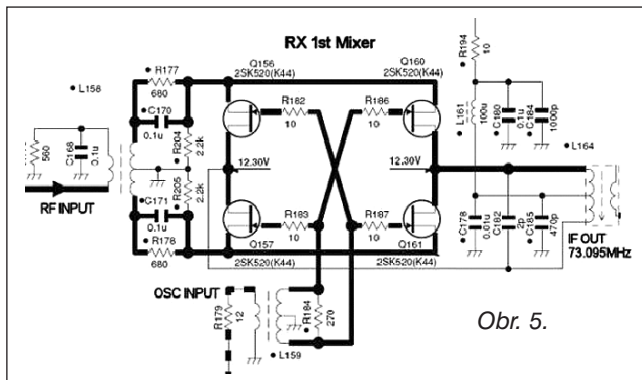 RX 1st Mixer
Q156
2SK520(K44)
Q160
2SK520(K44)
R194
10
R177
680
L158
C170
0.1u
R182
10
R186
10
L161
100u
C180
0.1u
C184
1000p
L164
560
C168
0.1u
R204
2.2k
12.30V
12.30V
RF INPUT
R205
2.2k
C171
0.1u
R178
680
R183
10
R187
10
C178
0.01u
C182
2p
C185
470p
IF OUT
73.095MHz
Q157
2SK520(K44)
Q161
2SK520(K44)
OSC INPUT
R179
12
R184
270
L159
Obr. 5.